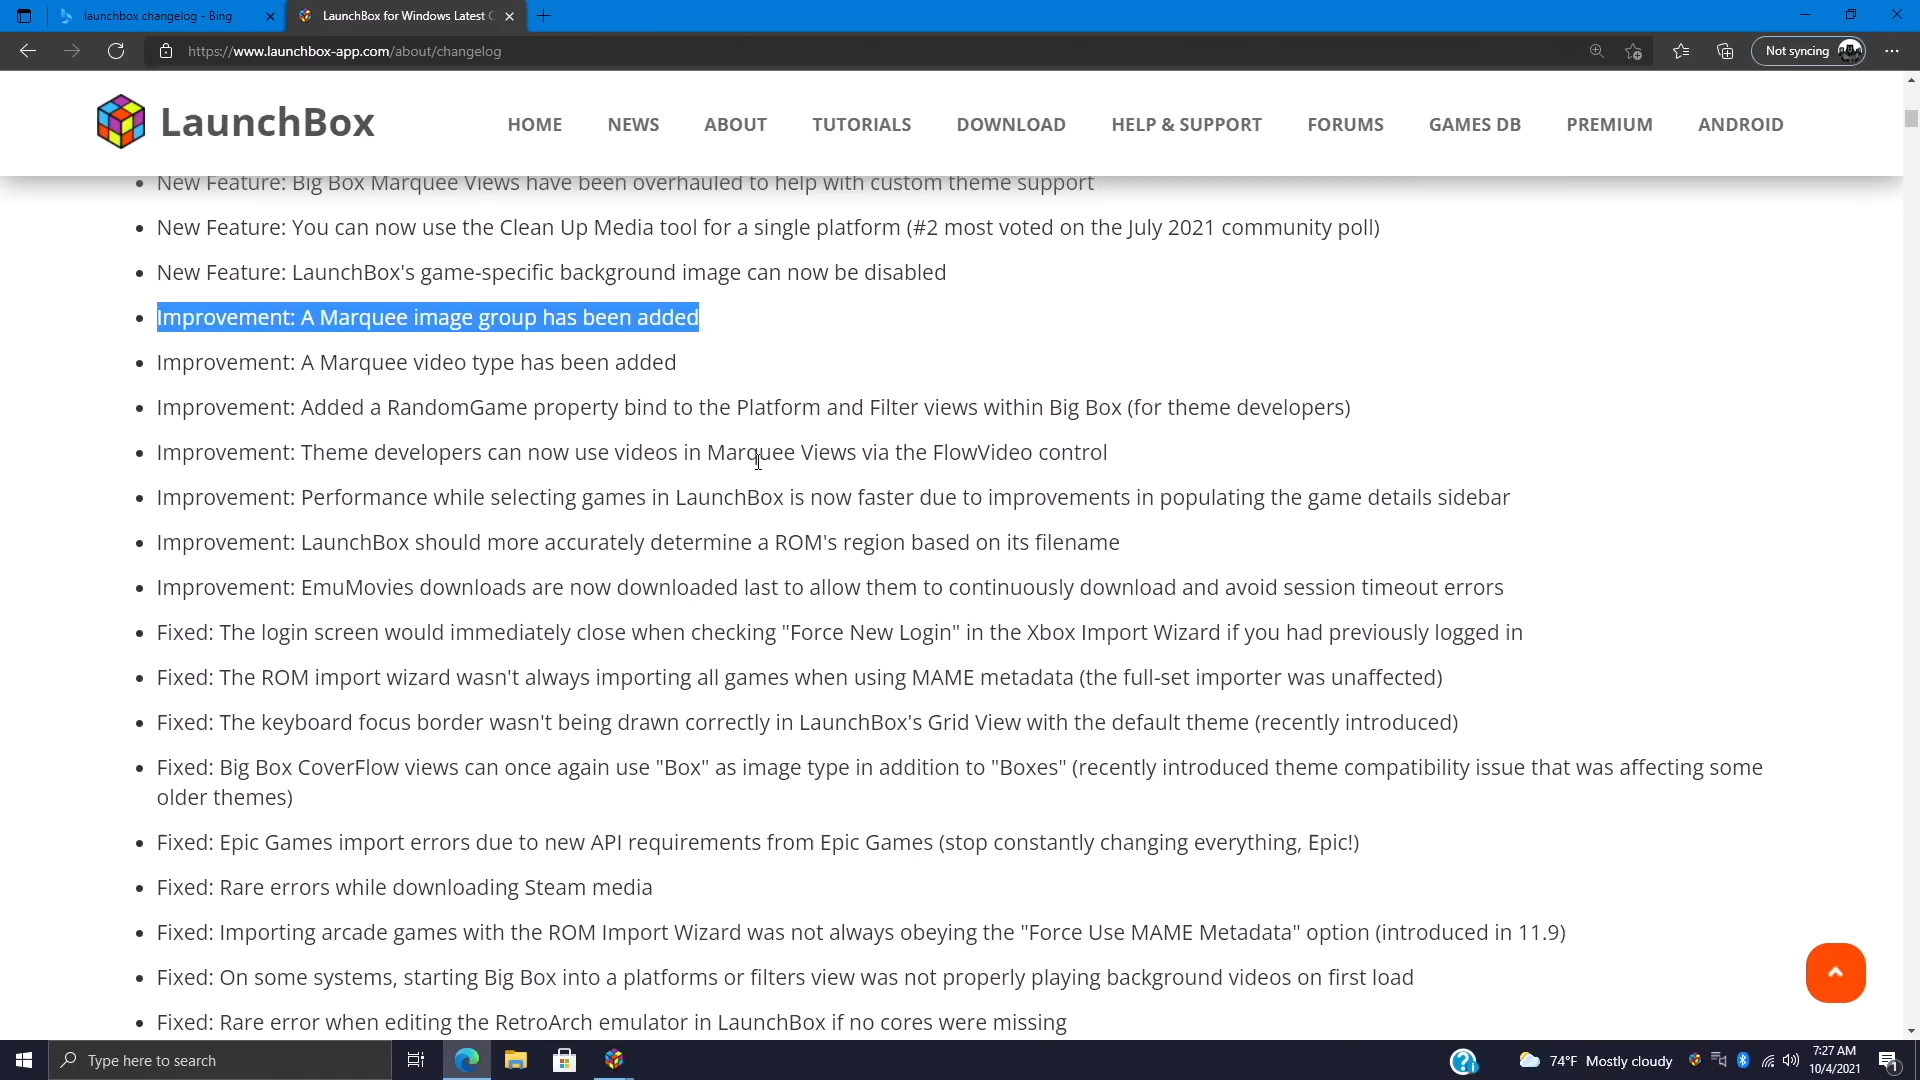 launchbox changelog - Bing
LaunchBox for Windows Latest C
https://www.launchbox-app.com/about/changelog
Not syncing
LaunchBox
HOME NEWS ABOUT TUTORIALS DOWNLOAD HELP & SUPPORT FORUMS GAMES DB PREMIUM ANDROID
• New Feature: Big Box Marquee Views have been overhauled to help with custom theme support
• New Feature: You can now use the Clean Up Media tool for a single platform (#2 most voted on the July 2021 community poll)
• New Feature: LaunchBox's game-specific background image can now be disabled
• Improvement: A Marquee image group has been added
• Improvement: A Marquee video type has been added
• Improvement: Added a RandomGame property bind to the Platform and Filter views within Big Box (for theme developers)
• Improvement: Theme developers can now use videos in Marquee Views via the FlowVideo control
• Improvement: Performance while selecting games in LaunchBox is now faster due to improvements in populating the game details sidebar
• Improvement: LaunchBox should more accurately determine a ROM's region based on its filename
• Improvement: EmuMovies downloads are now downloaded last to allow them to continuously download and avoid session timeout errors
• Fixed: The login screen would immediately close when checking "Force New Login" in the Xbox Import Wizard if you had previously logged in
• Fixed: The ROM import wizard wasn't always importing all games when using MAME metadata (the full-set importer was unaffected)
• Fixed: The keyboard focus border wasn't being drawn correctly in LaunchBox's Grid View with the default theme (recently introduced)
• Fixed: Big Box CoverFlow views can once again use "Box" as image type in addition to "Boxes" (recently introduced theme compatibility issue that was affecting some
older themes)
• Fixed: Epic Games import errors due to new API requirements from Epic Games (stop constantly changing everything, Epic!)
• Fixed: Rare errors while downloading Steam media
• Fixed: Importing arcade games with the ROM Import Wizard was not always obeying the "Force Use MAME Metadata" option (introduced in 11.9)
• Fixed: On some systems, starting Big Box into a platforms or filters view was not properly playing background videos on first load
• Fixed: Rare error when editing the RetroArch emulator in LaunchBox if no cores were missing
Type here to search
74°F Mostly cloudy
7:27 AM
10/4/2021
1